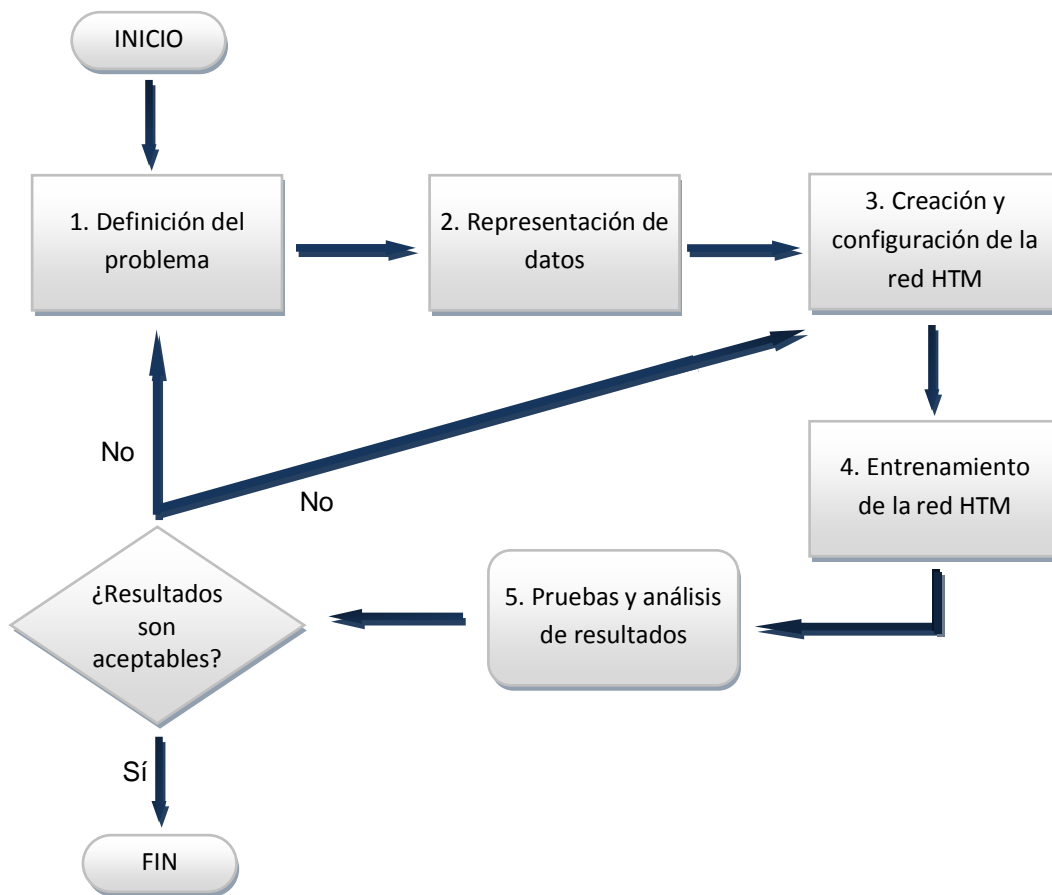 INICIO
1. Definición del
problema
2. Representación de
datos
3. Creación y
configuración de la
red HTM
4. Entrenamiento
de la red HTM
5. Pruebas y análisis
de resultados
¿Resultados
son
aceptables?
No
No
Sí
FIN